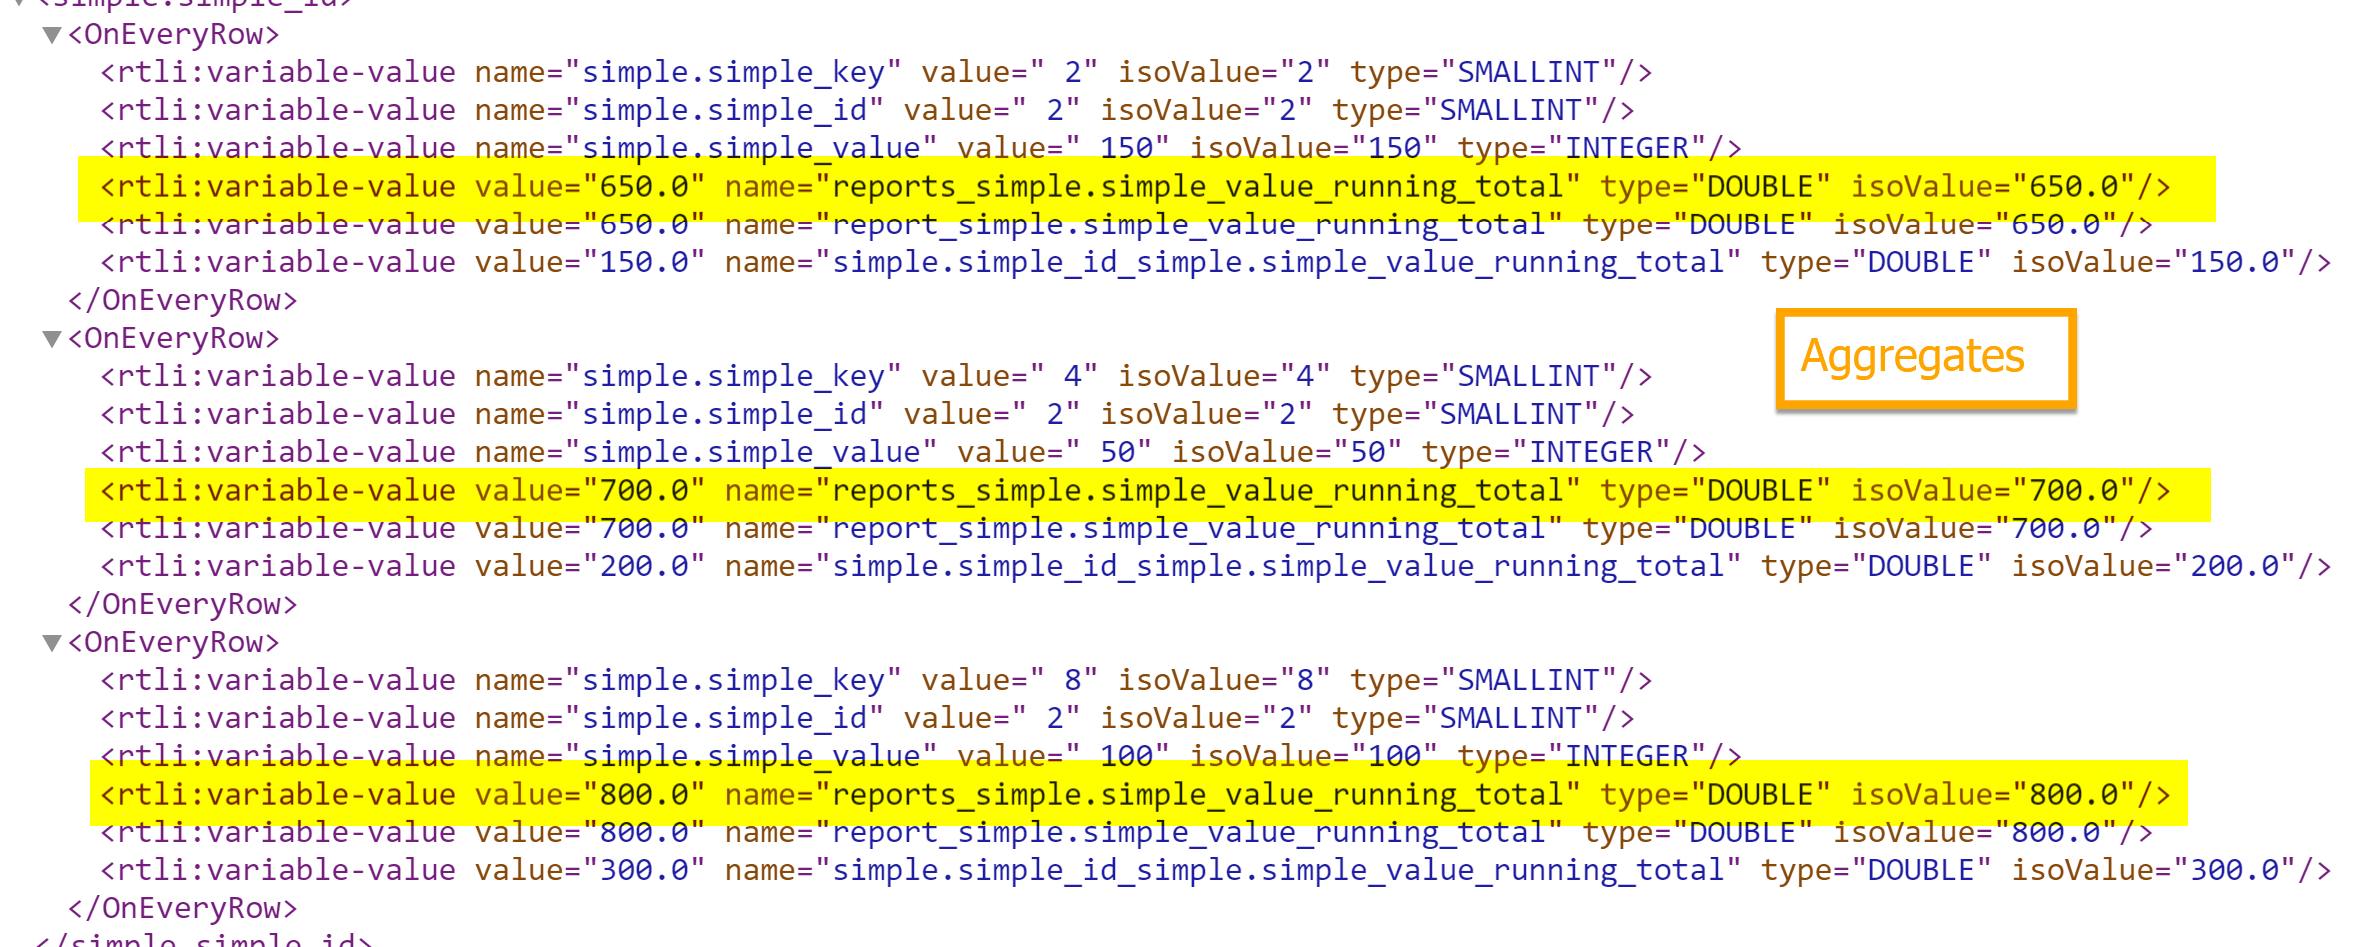 <simple.simple_id>
<OnEveryRow>
<rtli:variable-value name="simple.simple_key" value=" 2" isoValue="2" type="SMALLINT"/>
<rtli:variable-value name="simple.simple_id" value=" 2" isoValue="2" type="SMALLINT"/>
<rtli:variable-value name="simple.simple_value" value=" 150" isoValue="150" type="INTEGER"/>
<rtli:variable-value value="650.0" name="reports_simple.simple_value_running_total" type="DOUBLE" isoValue="650.0"/>
<rtli:variable-value value="650.0" name="report_simple.simple_value_running_total" type="DOUBLE" isoValue="650.0"/>
<rtli:variable-value value="150.0" name="simple.simple_id_simple.simple_value_running_total" type="DOUBLE" isoValue="150.0"/>
</OnEveryRow>
<OnEveryRow>
Aggregates
<rtli:variable-value name="simple.simple_key" value=" 4" isoValue="4" type="SMALLINT"/>
<rtli:variable-value name="simple.simple_id" value=" 2" isoValue="2" type="SMALLINT"/>
<rtli:variable-value name="simple.simple_value" value=" 50" isoValue="50" type="INTEGER"/>
<rtli:variable-value value="700.0" name="reports_simple.simple_value_running_total" type="DOUBLE" isoValue="700.0"/>
<rtli:variable-value value="700.0" name="report_simple.simple_value_running_total" type="DOUBLE" isoValue="700.0"/>
<rtli:variable-value value="200.0" name="simple.simple_id_simple.simple_value_running_total" type="DOUBLE" isoValue="200.0"/>
</OnEveryRow>
<OnEveryRow>
<rtli:variable-value name="simple.simple_key" value=" 8" isoValue="8" type="SMALLINT"/>
<rtli:variable-value name="simple.simple_id" value=" 2" isoValue="2" type="SMALLINT"/>
<rtli:variable-value name="simple.simple_value" value=" 100" isoValue="100" type="INTEGER"/>
<rtli:variable-value value="800.0" name="reports_simple.simple_value_running_total" type="DOUBLE" isoValue="800.0"/>
<rtli:variable-value value="800.0" name="report_simple.simple_value_running_total" type="DOUBLE" isoValue="800.0"/>
<rtli:variable-value value="300.0" name="simple.simple_id_simple.simple_value_running_total" type="DOUBLE" isoValue="300.0"/>
</OnEveryRow>
</simple.simple_id>